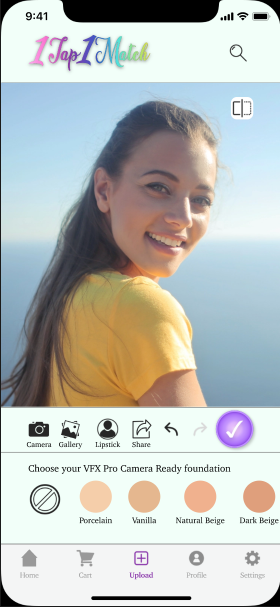 9:41
1Tap1Match
Camera Gallery Lipstick Share
Choose your VFX Pro Camera Ready foundation
Porcelain Vanilla Natural Beige Dark Beige
Home Cart Upload Profile Settings